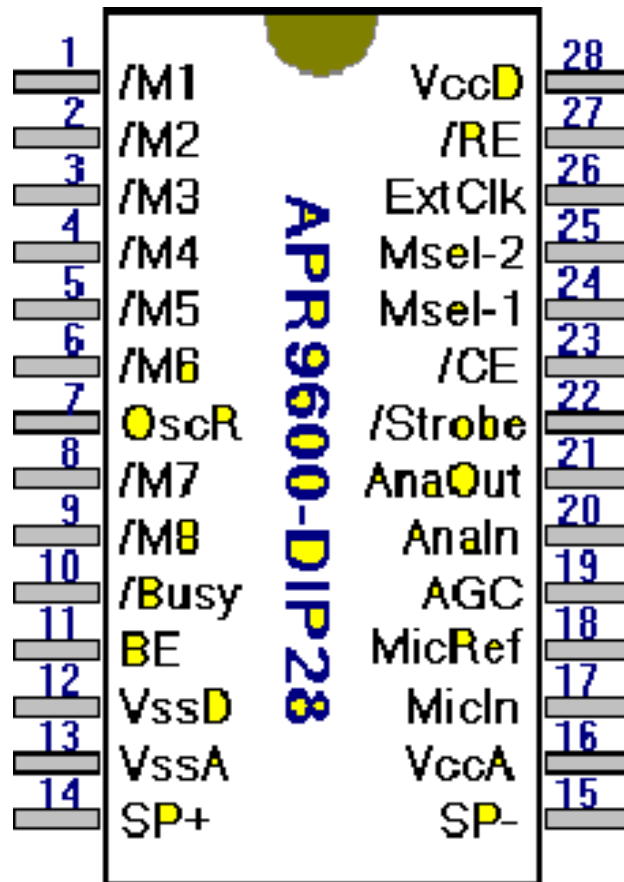 1 /M1 VccD 28
2 /M2 /RE 27
3 /M3 ExtClk 26
4 /M4 Msel-2 25
5 /M5 Msel-1 24
6 /M6 /CE 23
7 OscR /Strobe 22
8 /M7 AnaOut 21
9 /M8 AnaIn 20
10 /Busy AGC 19
11 BE MicRef 18
12 VssD MicIn 17
13 VssA VccA 16
14 SP+ SP- 15
APR9600-DIP28